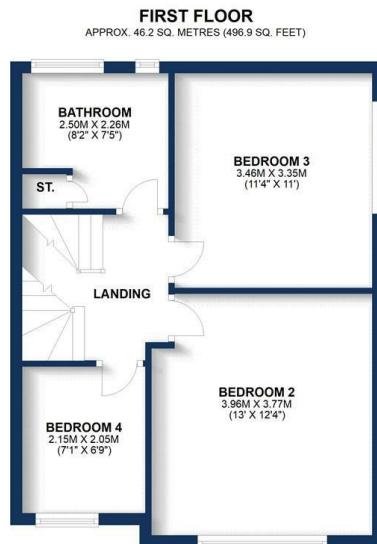 FIRST FLOOR
APPROX. 46.2 SQ. METRES (496.9 SQ. FEET)
BATHROOM
2.50M X 2.26M
(8'2" X 7'5")
BEDROOM 3
3.46M X 3.35M
(11'4" X 11')
ST.
LANDING
BEDROOM 2
3.96M X 3.77M
(13' X 12'4")
BEDROOM 4
2.15M X 2.05M
(7'1" X 6'9")